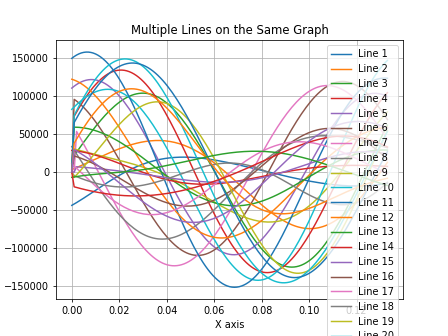 Multiple Lines on the Same Graph
150000
100000
50000
0
−50000
−100000
−150000
0.00
0.02
0.04
0.06
0.08
0.10
X axis
Line 1
Line 2
Line 3
Line 4
Line 5
Line 6
Line 7
Line 8
Line 9
Line 10
Line 11
Line 12
Line 13
Line 14
Line 15
Line 16
Line 17
Line 18
Line 19
Line 20